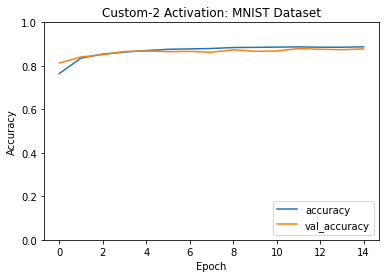 Custom-2 Activation: MNIST Dataset
1.0
0.8
0.6
0.4
0.2
0.0
Accuracy
accuracy
val_accuracy
0 2 4 6 8 10 12 14
Epoch